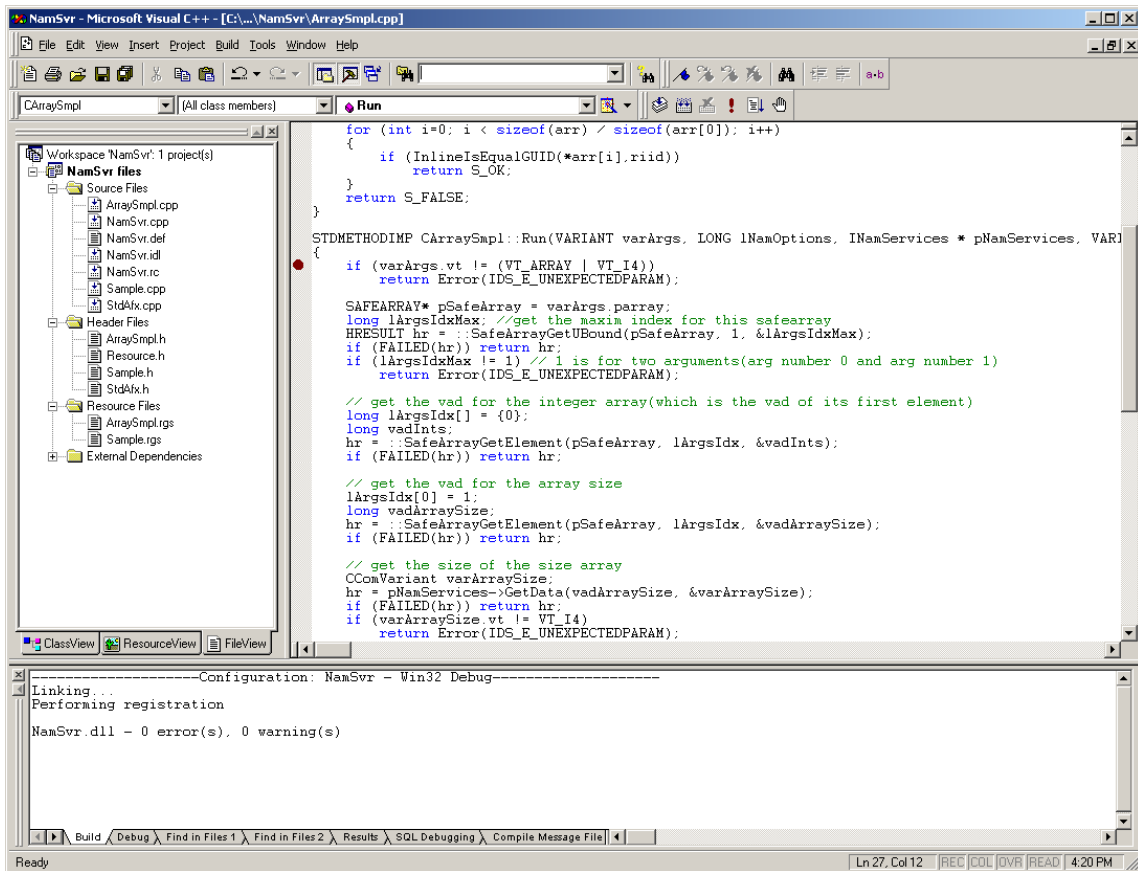 NamSvr - Microsoft Visual C++ - [C:\...\NamSvr\ArraySmpl.cpp]
File Edit View Insert Project Build Tools Window Help
a•b
CArraySmpl (All class members) Run
Workspace 'NamSvr': 1 project(s)
NamSvr files
Source Files
ArraySmpl.cpp
NamSvr.cpp
NamSvr.def
NamSvr.idl
NamSvr.rc
Sample.cpp
StdAfx.cpp
Header Files
ArraySmpl.h
Resource.h
Sample.h
StdAfx.h
Resource Files
ArraySmpl.rgs
Sample.rgs
External Dependencies
ClassView ResourceView FileView
for (int i=0; i < sizeof(arr) / sizeof(arr[0]); i++)
{
if (InlineIsEqualGUID(*arr[i],riid))
return S_OK;
}
return S_FALSE;
}
STDMETHODIMP CArraySmpl::Run(VARIANT varArgs, LONG lNamOptions, INamServices * pNamServices, VARI
{
if (varArgs.vt != (VT_ARRAY | VT_I4))
return Error(IDS_E_UNEXPECTEDPARAM);
SAFEARRAY* pSafeArray = varArgs.parray;
long lArgsIdxMax; //get the maxim index for this safearray
HRESULT hr = ::SafeArrayGetUBound(pSafeArray, 1, &lArgsIdxMax);
if (FAILED(hr)) return hr;
if (lArgsIdxMax != 1) // 1 is for two arguments(arg number 0 and arg number 1)
return Error(IDS_E_UNEXPECTEDPARAM);
// get the vad for the integer array(which is the vad of its first element)
long lArgsIdx[] = {0};
long vadInts;
hr = ::SafeArrayGetElement(pSafeArray, lArgsIdx, &vadInts);
if (FAILED(hr)) return hr;
// get the vad for the array size
lArgsIdx[0] = 1;
long vadArraySize;
hr = ::SafeArrayGetElement(pSafeArray, lArgsIdx, &vadArraySize);
if (FAILED(hr)) return hr;
// get the size of the size array
CComVariant varArraySize;
hr = pNamServices->GetData(vadArraySize, &varArraySize);
if (FAILED(hr)) return hr;
if (varArraySize.vt != VT_I4)
return Error(IDS_E_UNEXPECTEDPARAM);
--------------------Configuration: NamSvr - Win32 Debug--------------------
Linking...
Performing registration
NamSvr.dll - 0 error(s), 0 warning(s)
Build Debug Find in Files 1 Find in Files 2 Results SQL Debugging Compile Message File
Ready Ln 27, Col 12 REC COL OVR READ 4:20 PM